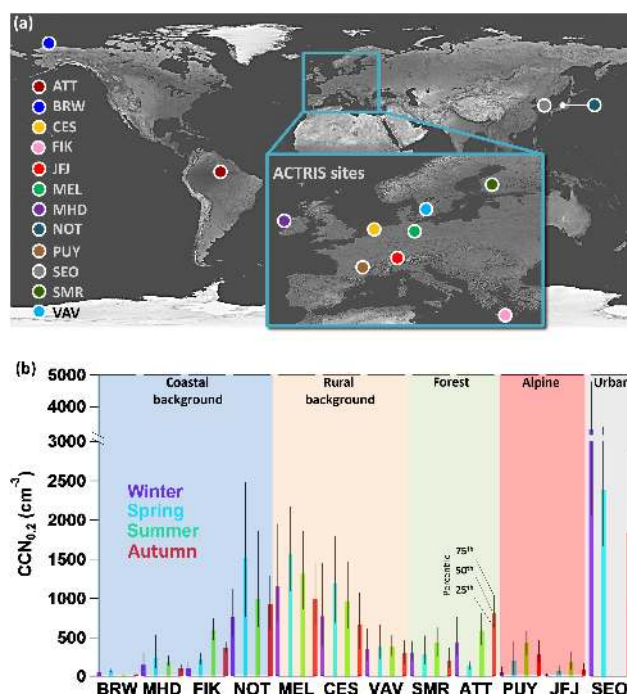 (a)
ATT
BRW
CES
FIK
JFJ
MEL
MHD
NOT
PUY
SEO
SMR
VAV
ACTRIS sites
(b)
5000
4000
3000
2500
2000
1500
1000
500
0
CCN0.2 (cm-3)
Coastal background
Rural background
Forest
Alpine
Urban
Winter
Spring
Summer
Autumn
Percentile
75th
50th
25th
BRW MHD FIK NOT MEL CES VAV SMR ATT PUY JFJ SEO